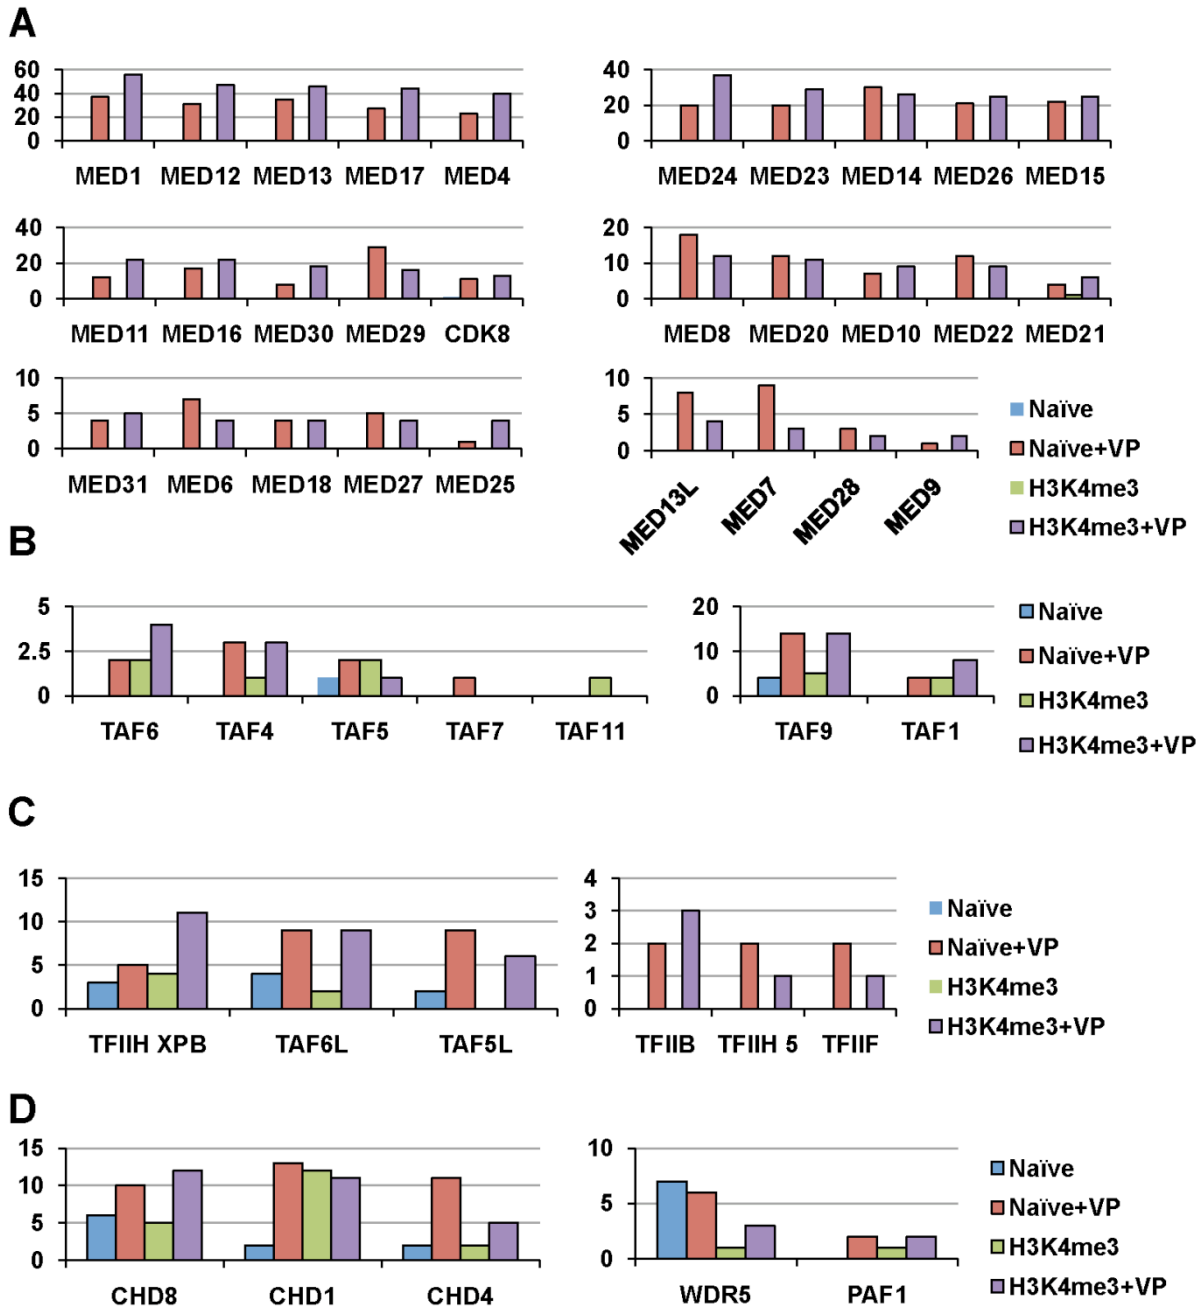 A
60
40
20
0
MED1 MED12 MED13 MED17 MED4
40
20
0
MED24 MED23 MED14 MED26 MED15
40
20
0
MED11 MED16 MED30 MED29 CDK8
20
10
0
MED8 MED20 MED10 MED22 MED21
10
5
0
MED31 MED6 MED18 MED27 MED25
10
5
0
MED13L MED7 MED28 MED9
Naïve
Naïve+VP
H3K4me3
H3K4me3+VP
B
5
2.5
0
TAF6 TAF4 TAF5 TAF7 TAF11
20
10
0
TAF9 TAF1
Naïve
Naïve+VP
H3K4me3
H3K4me3+VP
C
15
10
5
0
TFIIH XPB TAF6L TAF5L
4
3
2
1
0
TFIIB TFIIH 5 TFIIF
Naïve
Naïve+VP
H3K4me3
H3K4me3+VP
D
15
10
5
0
CHD8 CHD1 CHD4
10
5
0
WDR5 PAF1
Naïve
Naïve+VP
H3K4me3
H3K4me3+VP